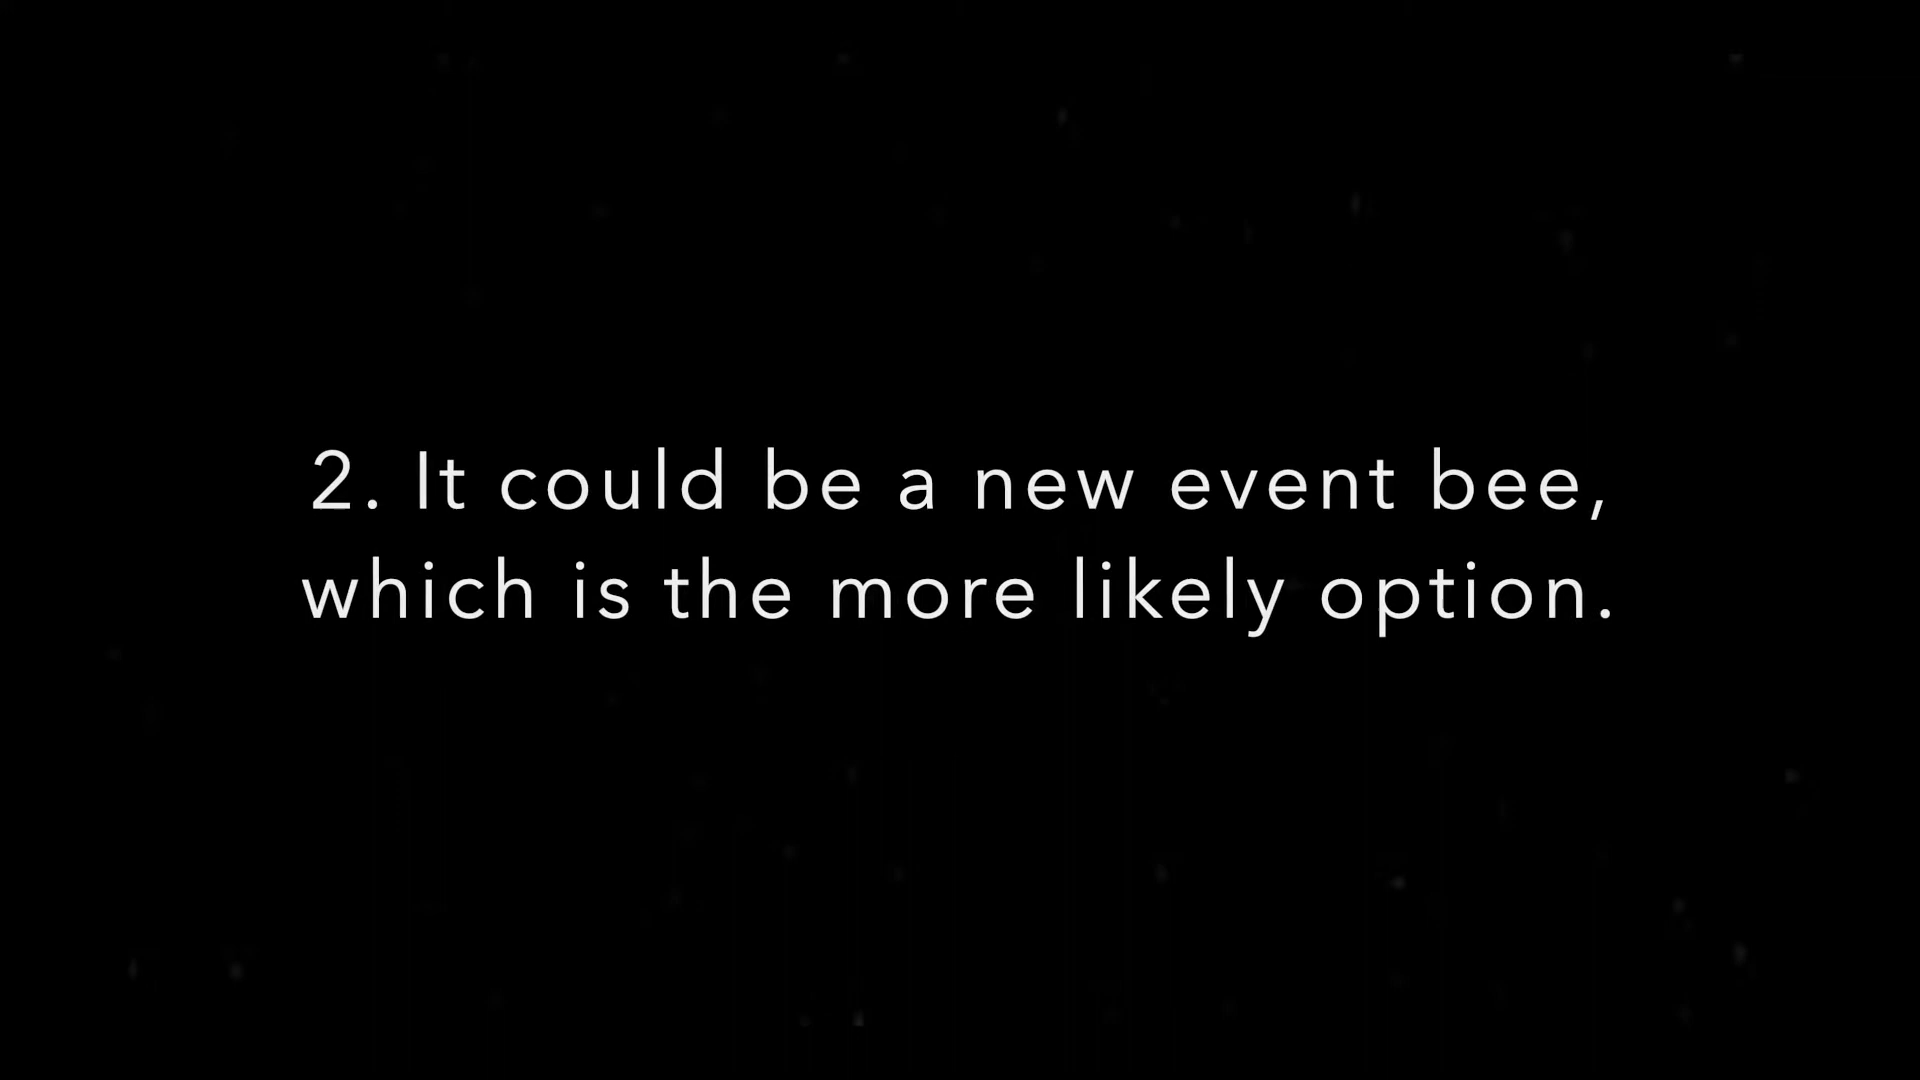 2. It could be a new event bee,
which is the more likely option.